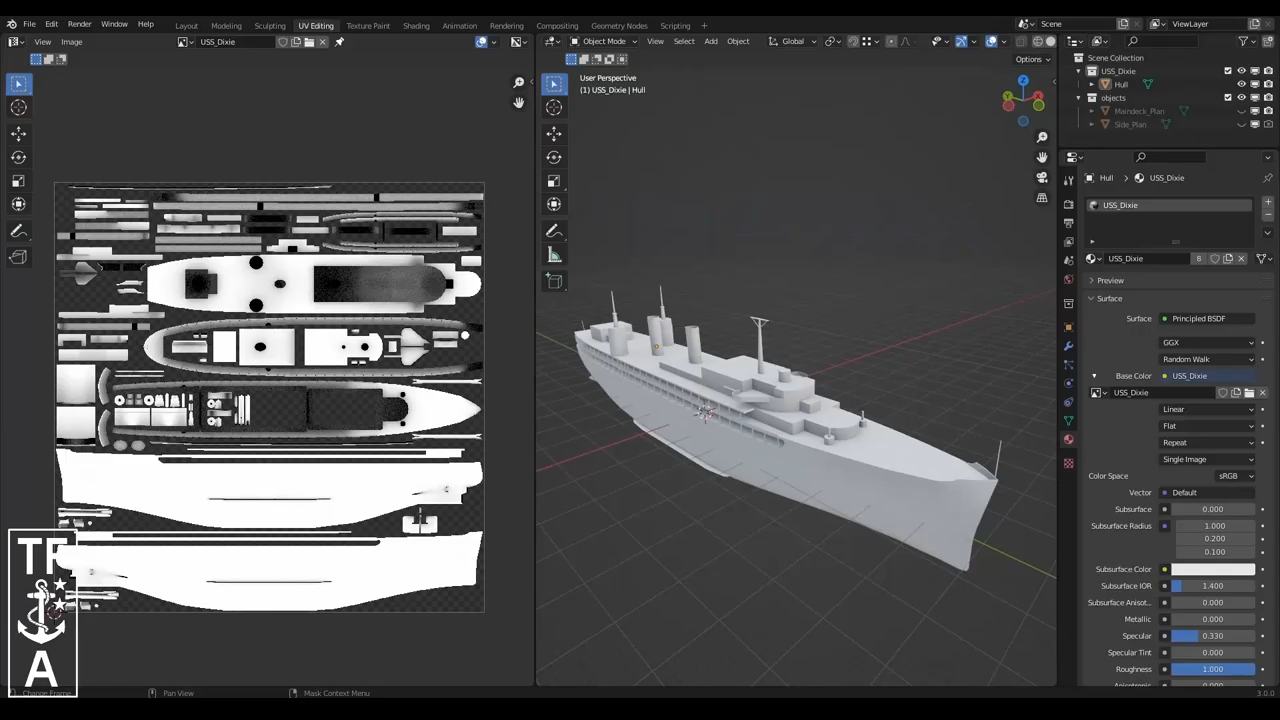 File Edit Render Window Help Layout Modeling Sculpting UV Editing Texture Paint Shading Animation Rendering Compositing Geometry Nodes Scripting + Scene ViewLayer
View Image USS_Dixie Object Mode View Select Add Object Global
Options
User Perspective
(1) USS_Dixie | Hull
Z
Y
X
Scene Collection
USS_Dixie
Hull
objects
Maindeck_Plan
Side_Plan
Hull > USS_Dixie
USS_Dixie
USS_Dixie 8
Preview
Surface
Surface Principled BSDF
GGX
Random Walk
Base Color USS_Dixie
USS_Dixie
Linear
Flat
Repeat
Single Image
Color Space sRGB
Vector Default
Subsurface 0.000
Subsurface Radius 1.000
0.200
0.100
Subsurface Color
Subsurface IOR 1.400
Subsurface Anisot... 0.000
Metallic 0.000
Specular 0.330
Specular Tint 0.000
Roughness 1.000
TF
A
Change Frame Pan View Mask Context Menu 3.0.0